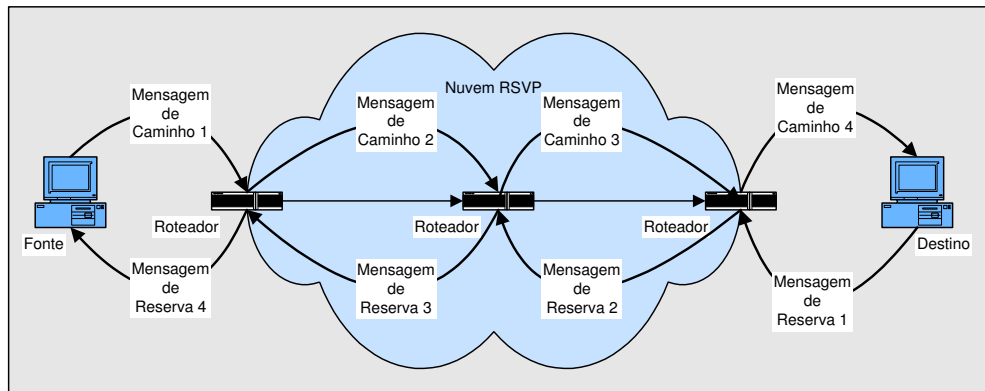 Nuvem RSVP
Mensagem
de
Caminho 1
Mensagem
de
Caminho 2
Mensagem
de
Caminho 3
Mensagem
de
Caminho 4
Fonte
Roteador
Roteador
Roteador
Destino
Mensagem
de
Reserva 4
Mensagem
de
Reserva 3
Mensagem
de
Reserva 2
Mensagem
de
Reserva 1